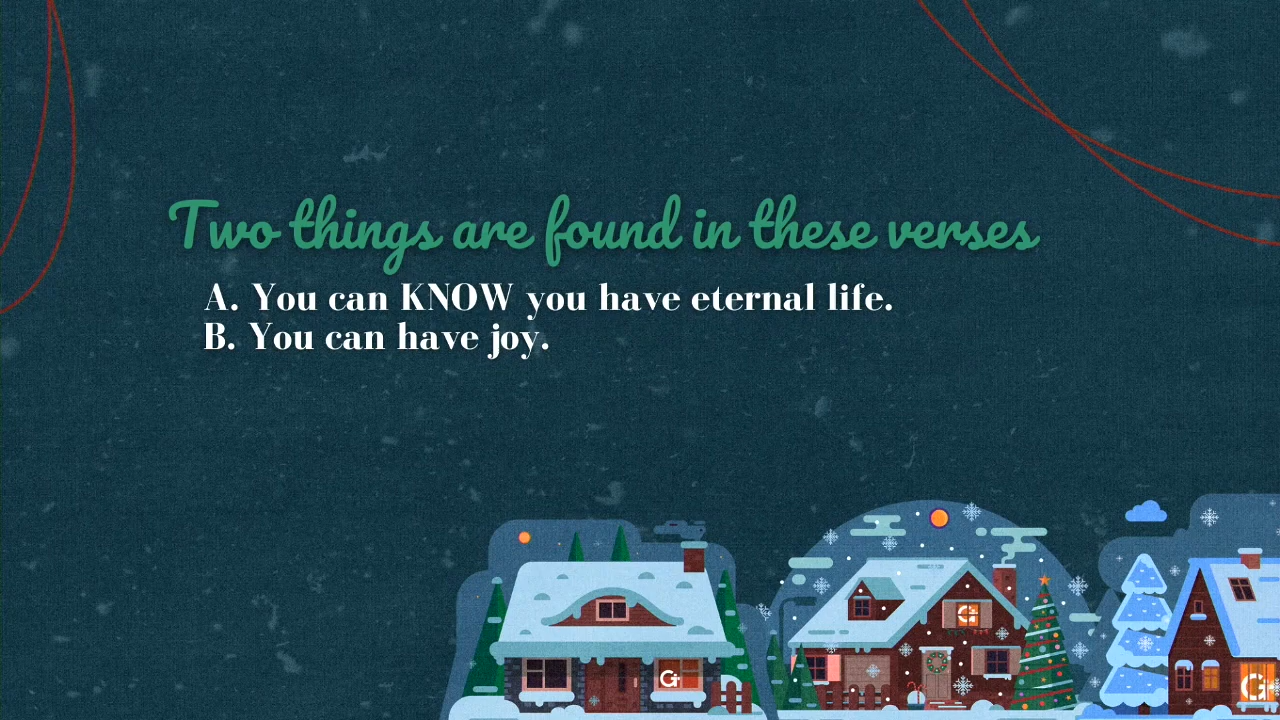 Two things are found in these verses
A. You can KNOW you have eternal life.
B. You can have joy.